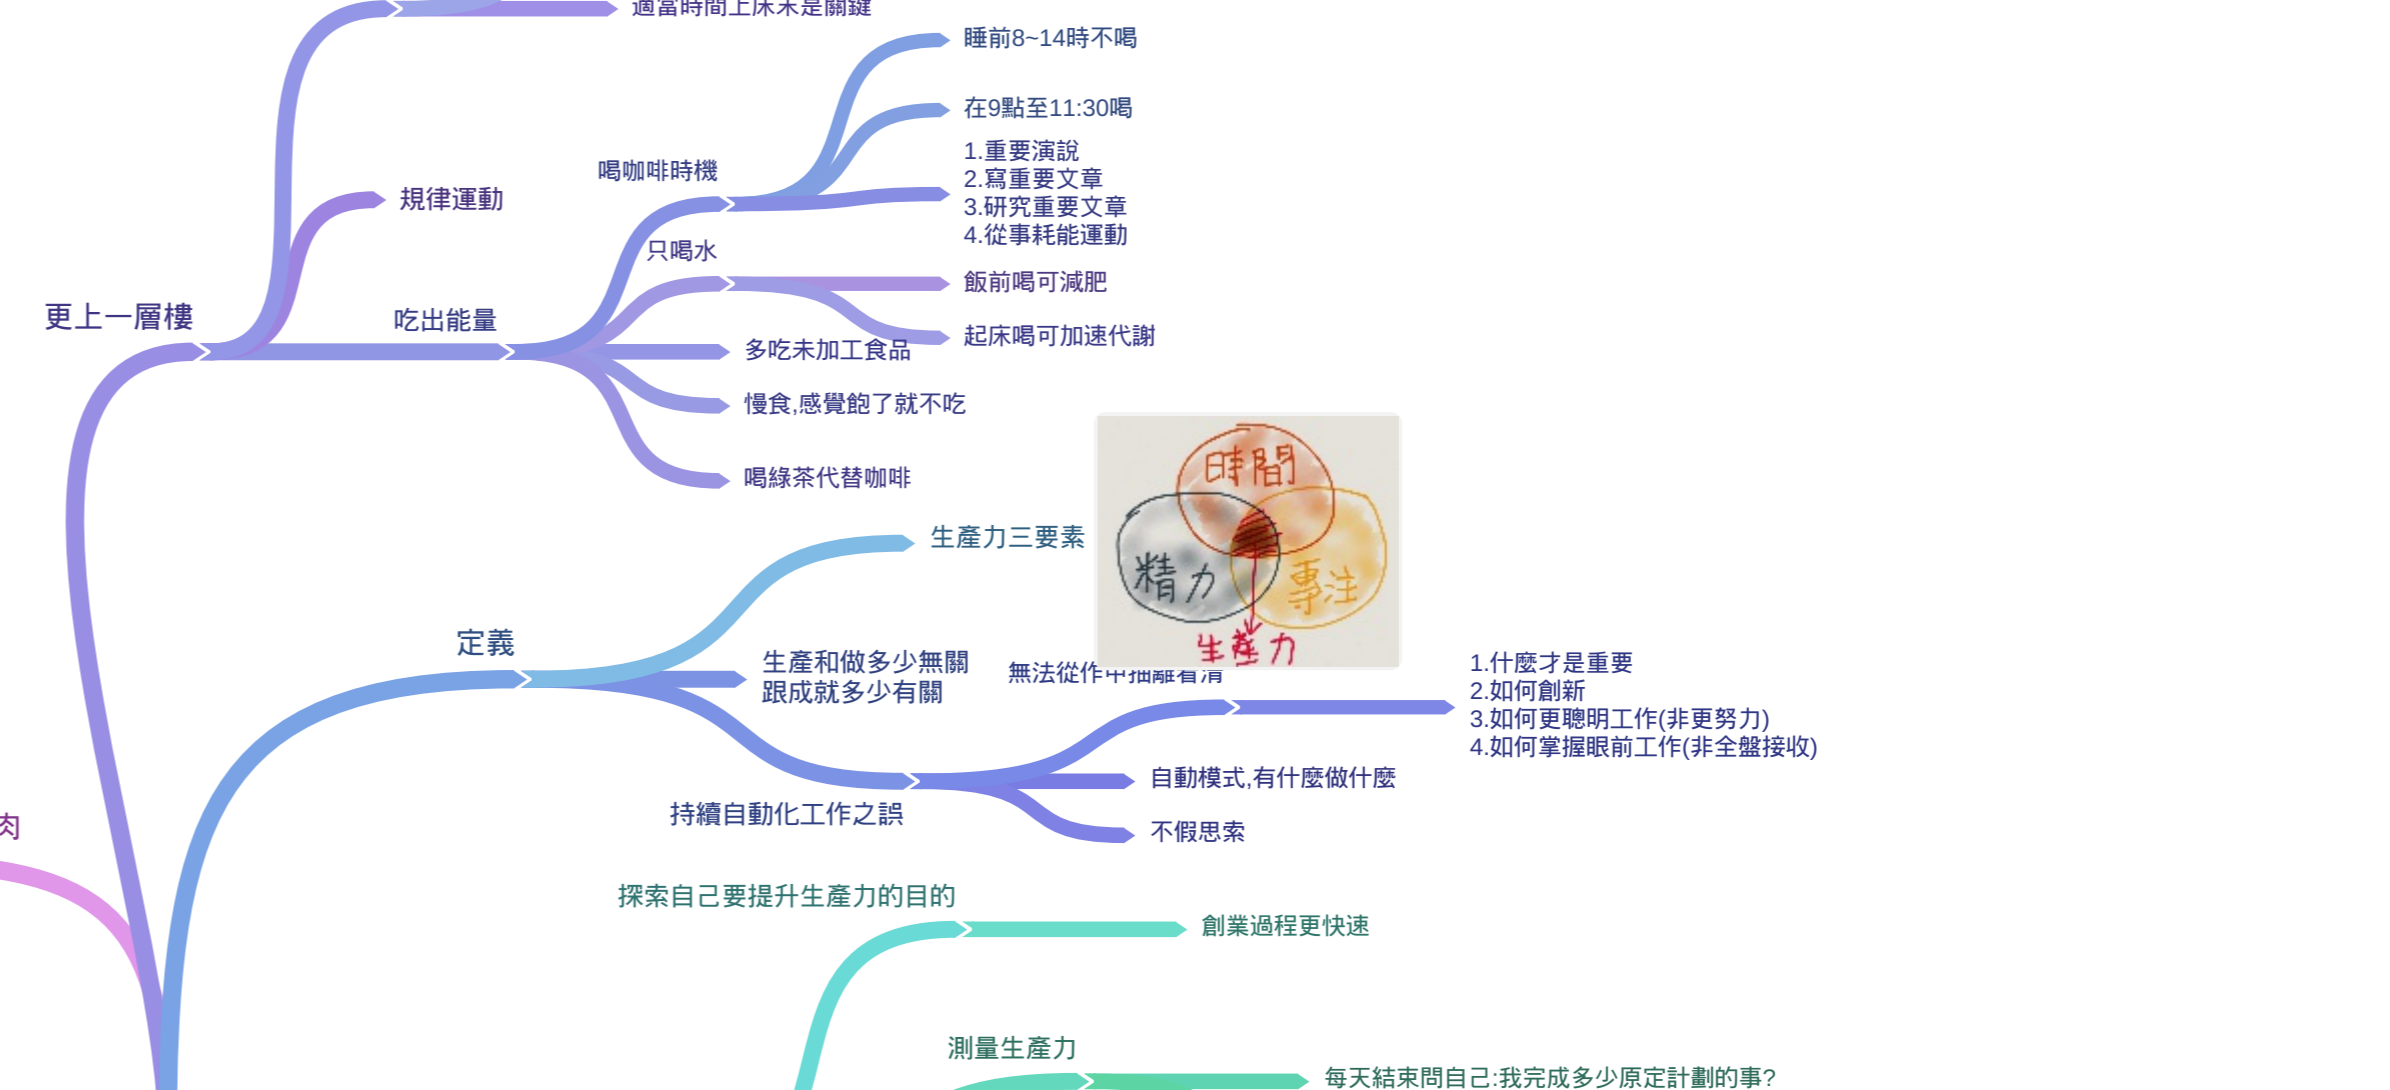 適當時間上床未是關鍵
睡前8~14時不喝
在9點至11:30喝
喝咖啡時機
1.重要演說
2.寫重要文章
3.研究重要文章
4.從事耗能運動
規律運動
只喝水
飯前喝可減肥
更上一層樓
吃出能量
起床喝可加速代謝
多吃未加工食品
慢食,感覺飽了就不吃
喝綠茶代替咖啡
生產力三要素
時間
精力
專注
生產力
定義
生產和做多少無關
跟成就多少有關
無法從作中抽離看清
1.什麼才是重要
2.如何創新
3.如何更聰明工作(非更努力)
4.如何掌握眼前工作(非全盤接收)
自動模式,有什麼做什麼
持續自動化工作之誤
不假思索
肉
探索自己要提升生產力的目的
創業過程更快速
測量生產力
每天結束問自己:我完成多少原定計劃的事?